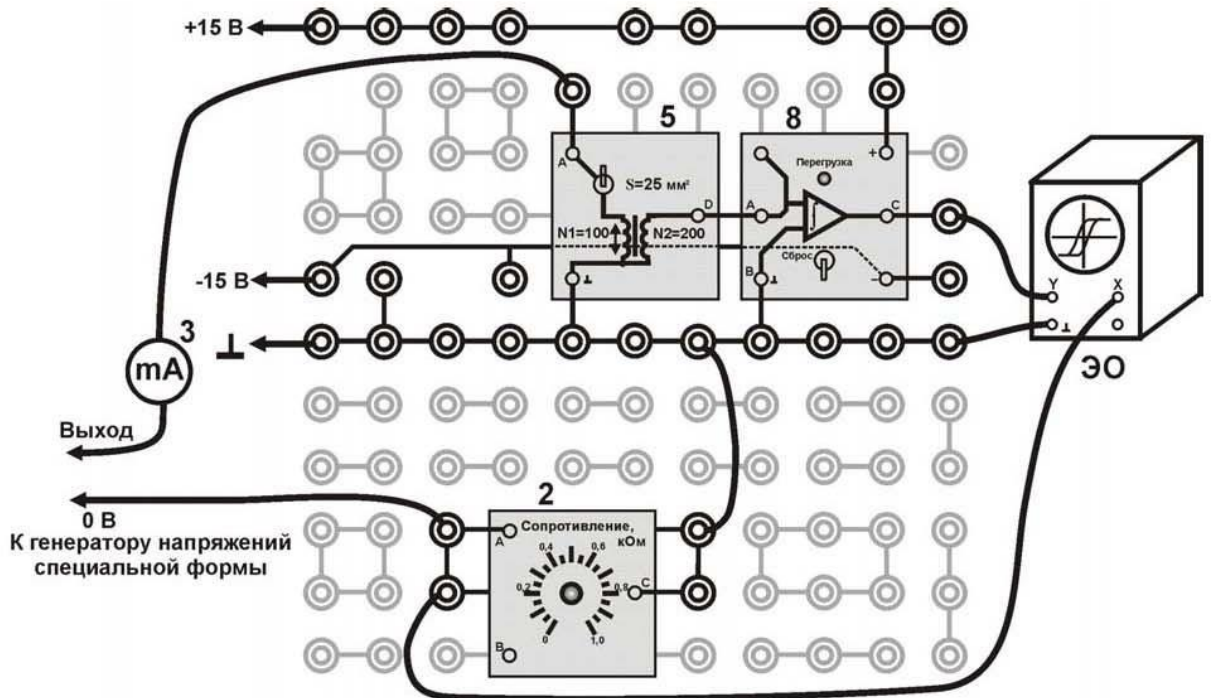 +15 В
5
8
A
S=25 мм²
D
N1=100
N2=200
⊥
Перегрузка
+
A
C
Сброс
B
⊥
−
-15 В
⊥
3
mA
Y
X
⊥
ЭО
Выход
0 В
К генератору напряжений
специальной формы
2
Сопротивление,
кОм
A
0,4
0,6
0,2
0,8
C
0
1,0
B